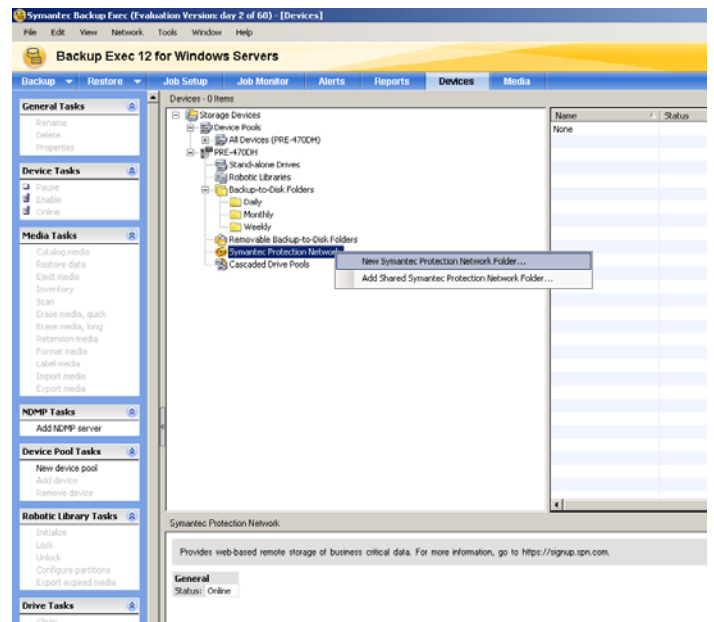 Symantec Backup Exec (Evaluation Version: day 2 of 60) - [Devices]
File Edit View Network Tools Window Help
Backup Exec 12 for Windows Servers
Backup Restore Job Setup Job Monitor Alerts Reports Devices Media
General Tasks
Rename
Delete
Properties
Device Tasks
Pause
Enable
Online
Media Tasks
Catalog media
Restore data
Eject media
Inventory
Scan
Erase media, quick
Erase media, long
Retension media
Format media
Label media
Import media
Export media
NDMP Tasks
Add NDMP server
Device Pool Tasks
New device pool
Add device
Remove device
Robotic Library Tasks
Initialize
Lock
Unlock
Configure partitions
Export expired media
Drive Tasks
Clean
Devices - 0 Items
Storage Devices
Device Pools
All Devices (PRE-470DH)
PRE-470DH
Stand-alone Drives
Robotic Libraries
Backup-to-Disk Folders
Daily
Monthly
Weekly
Removable Backup-to-Disk Folders
Symantec Protection Network
Cascaded Drive Pools
New Symantec Protection Network Folder...
Add Shared Symantec Protection Network Folder...
Name Status
None
Symantec Protection Network
Provides web-based remote storage of business critical data. For more information, go to https://signup.spn.com.
General
Status: Online